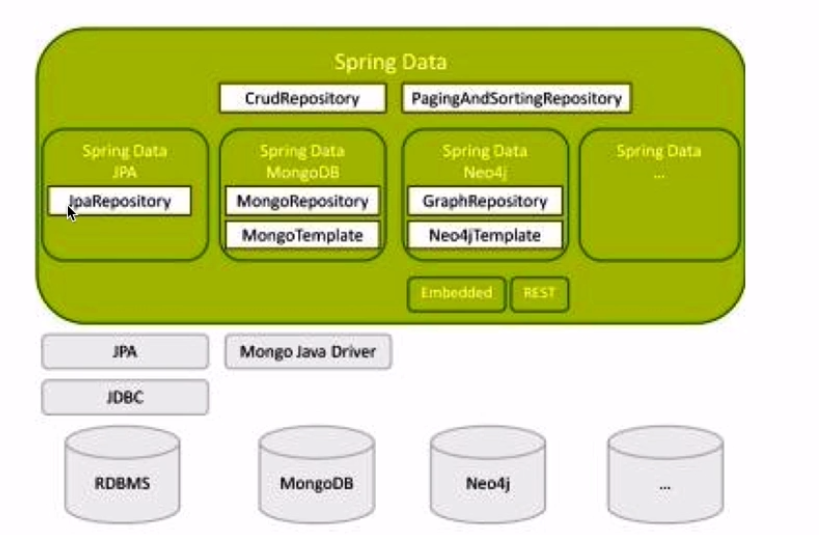 Spring Data
CrudRepository
PagingAndSortingRepository
Spring Data
JPA
JpaRepository
Spring Data
MongoDB
MongoRepository
MongoTemplate
Spring Data
Neo4j
GraphRepository
Neo4jTemplate
Spring Data
...
Embedded
REST
JPA
Mongo Java Driver
JDBC
RDBMS
MongoDB
Neo4j
...